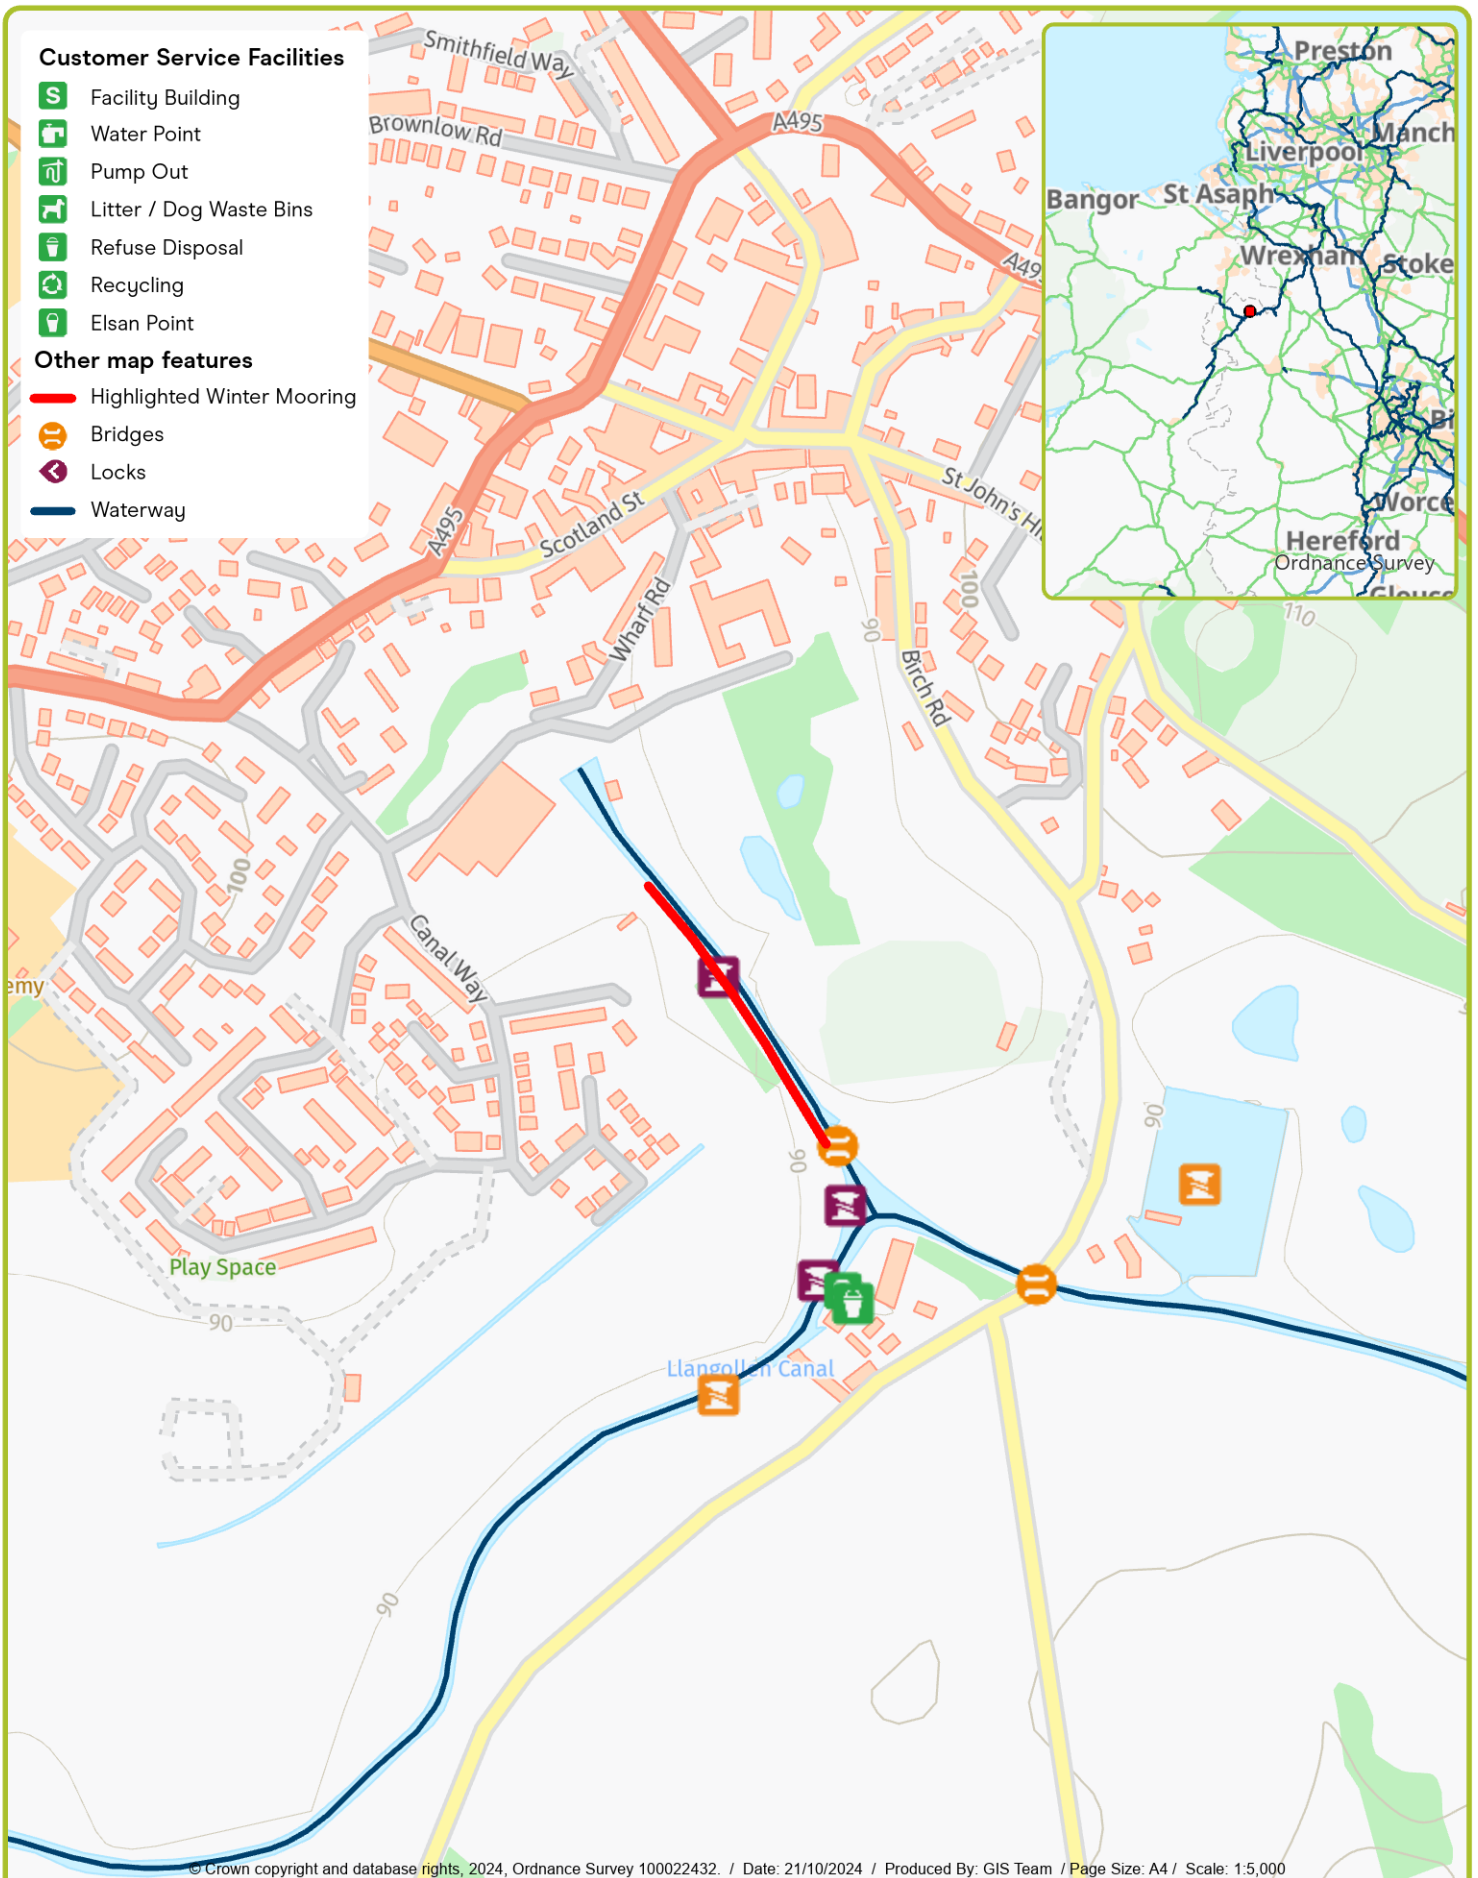 Customer Service Facilities
S Facility Building
Water Point
Pump Out
Litter / Dog Waste Bins
Refuse Disposal
Recycling
Elsan Point
Other map features
Highlighted Winter Mooring
Bridges
Locks
Waterway
Smithfield Way
Brownlow Rd
A495
A495
A495
Scotland St
St John's Hi
Wharf Rd
Birch Rd
100
90
110
100
Canal Way
emy
90
90
Play Space
90
Llangollen Canal
90
Preston
Manch
Liverpool
Bangor
St Asaph
Wrexham
Stoke
Bi
Worce
Hereford
Ordnance Survey
Glouce
© Crown copyright and database rights, 2024, Ordnance Survey 100022432. / Date: 21/10/2024 / Produced By: GIS Team / Page Size: A4 / Scale: 1:5,000